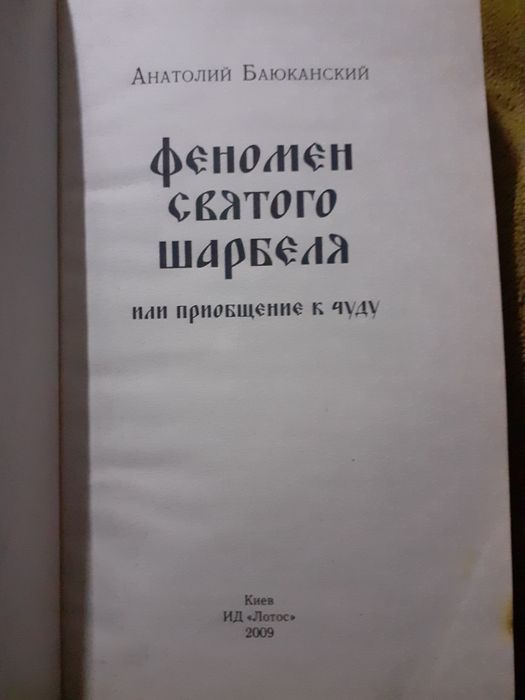 Анатолий Баюканский
феномен
святого
шарбеля
или приобщение к чуду
Киев
ИД «Лотос»
2009